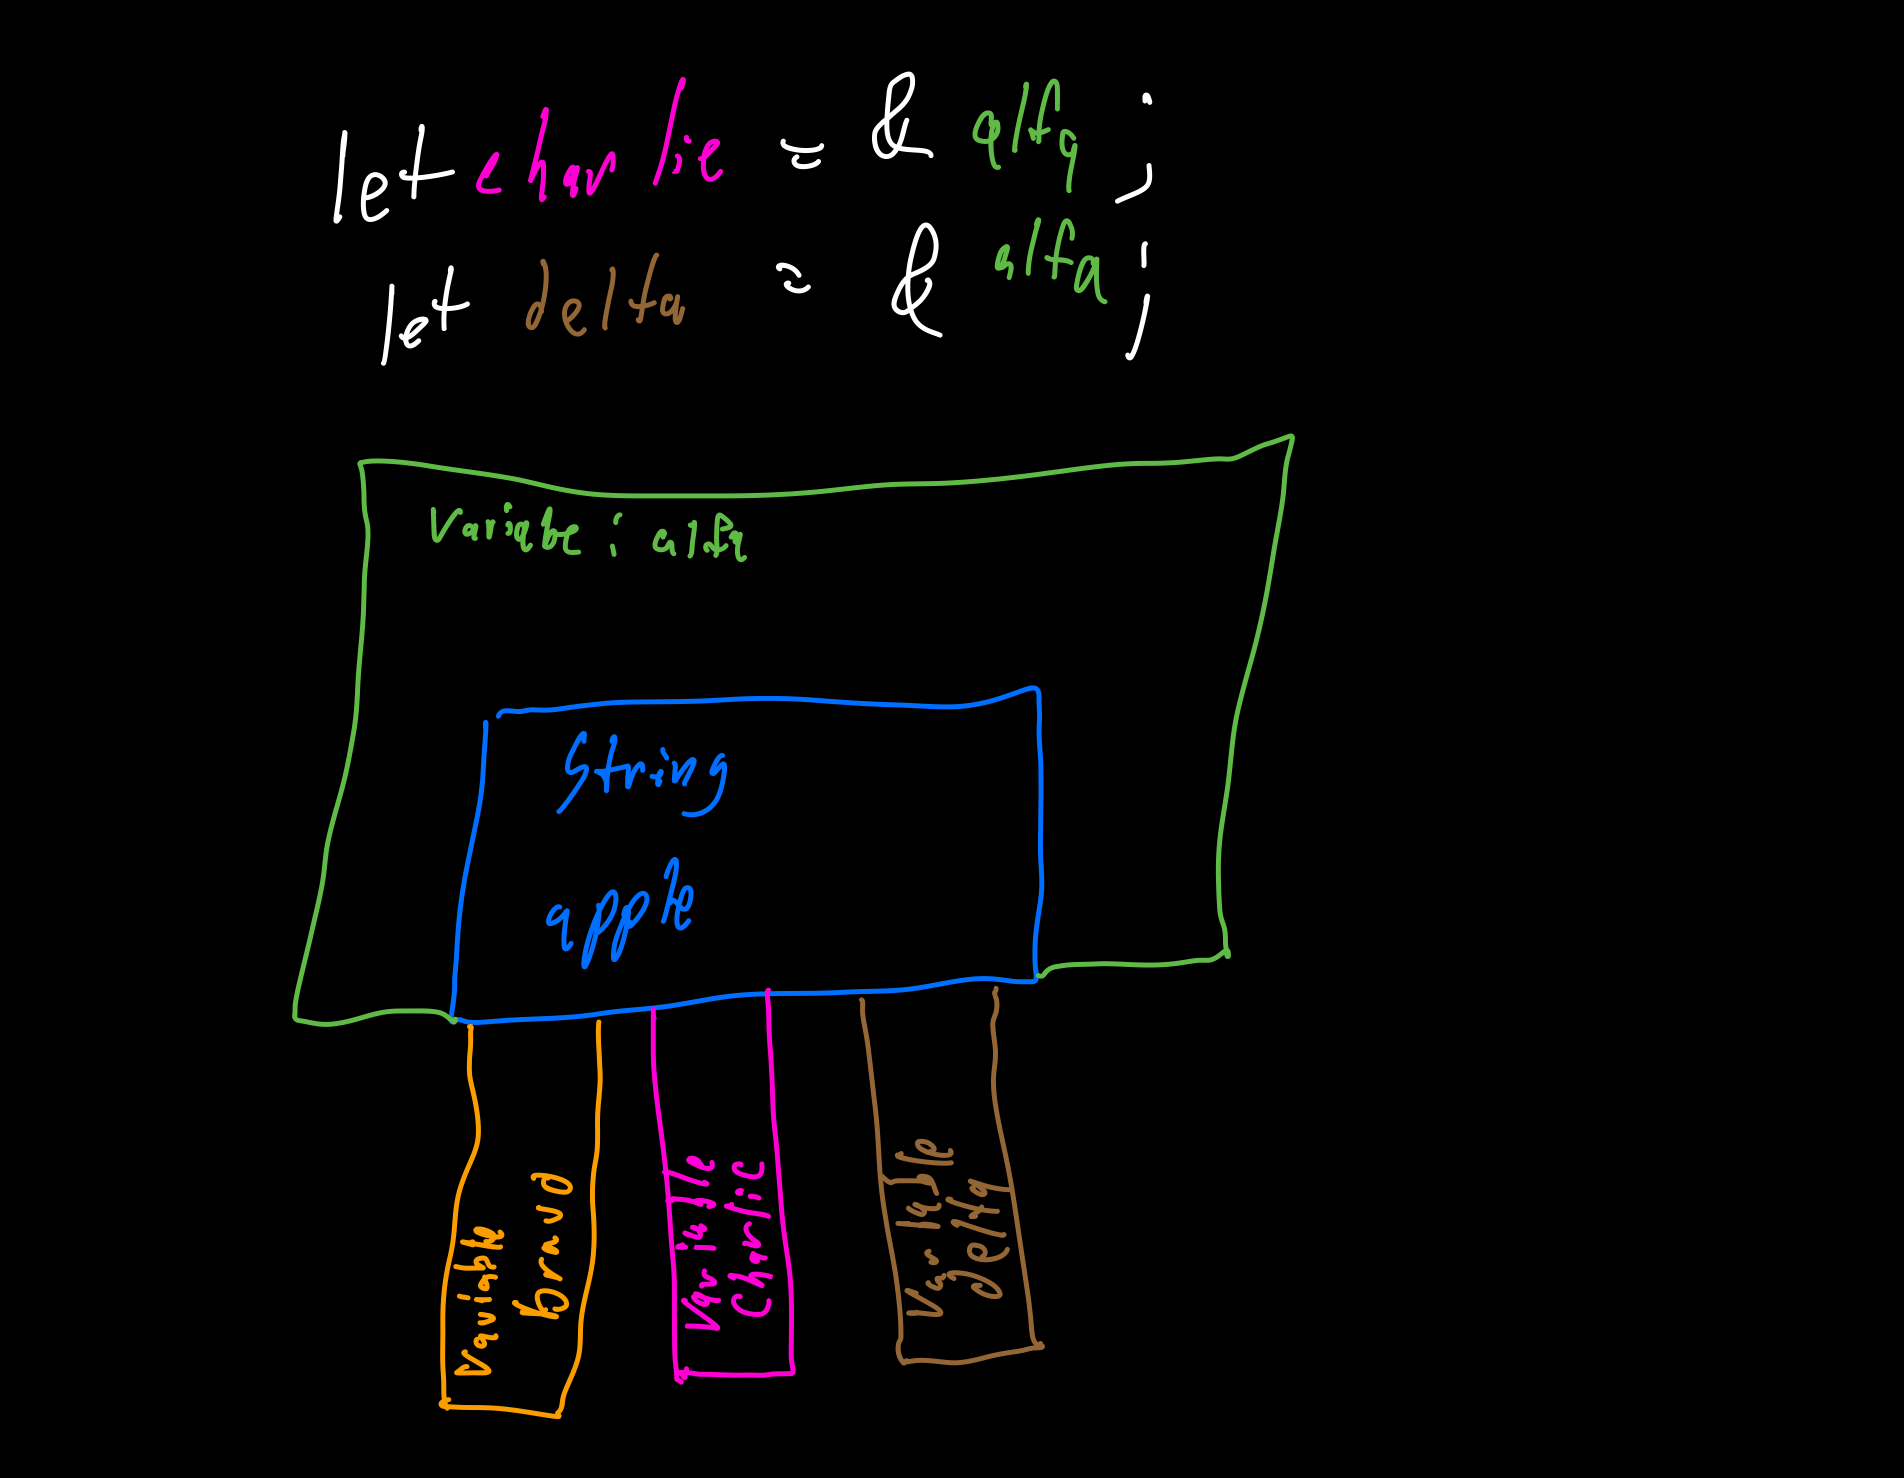 let charlie = & alfa ;
let delta = & alfa ;
Variabe : alfa
String
apple
Variable
bravo
Variable
Charlie
Variable
Delta